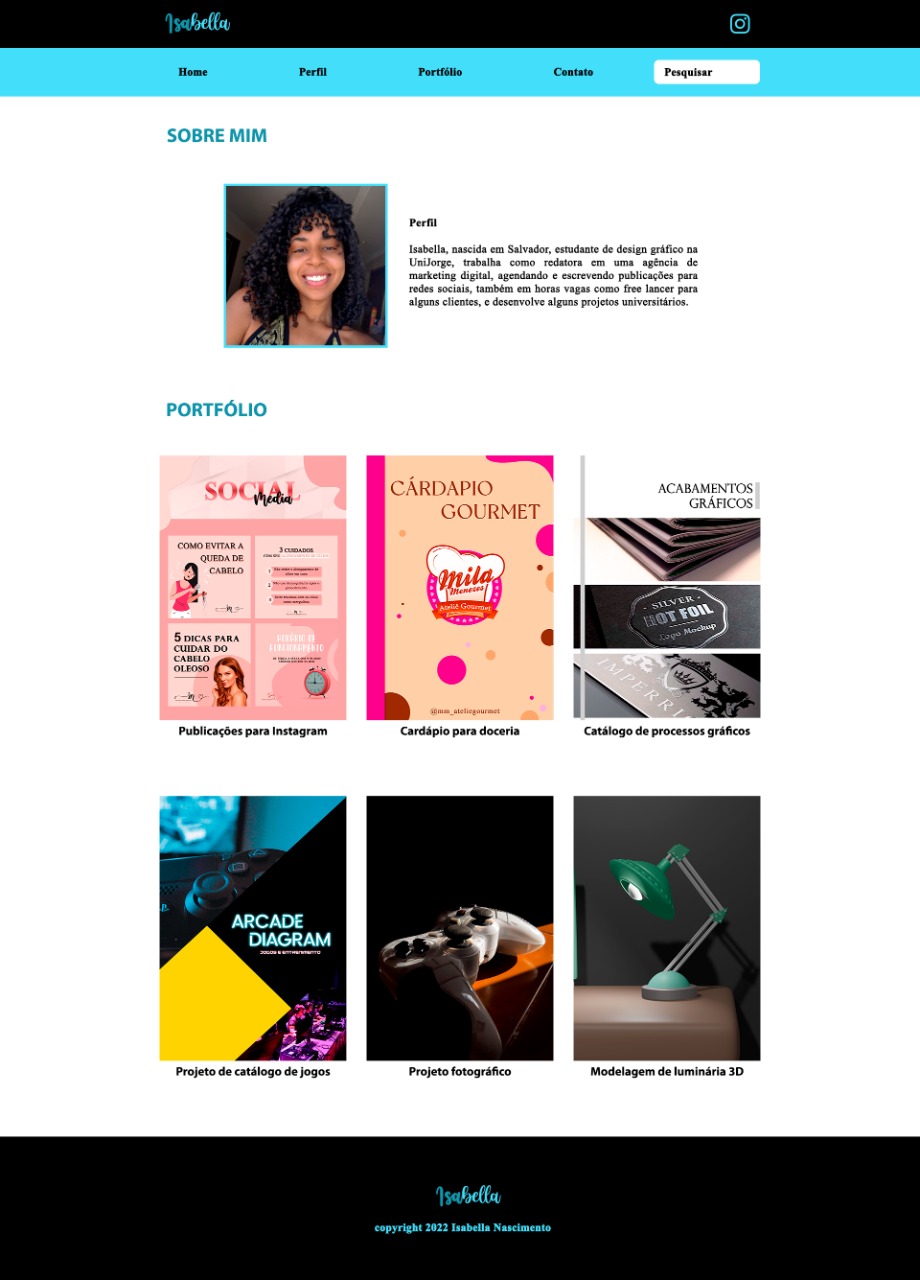 Isabella
Home Perfil Portfólio Contato Pesquisar
SOBRE MIM
Perfil
Isabella, nascida em Salvador, estudante de design gráfico na
UniJorge, trabalha como redatora em uma agência de
marketing digital, agendando e escrevendo publicações para
redes sociais, também em horas vagas como free lancer para
alguns clientes, e desenvolve alguns projetos universitários.
PORTFÓLIO
SOCIAL
Media
COMO EVITAR A
QUEDA DE
CABELO
3 CUIDADOS
5 DICAS PARA
CUIDAR DO
CABELO
OLEOSO
HORÁRIO DE
FUNCIONAMENTO
Publicações para Instagram
CÁRDAPIO
GOURMET
Mila
Menezes
Ateliê Gourmet
@mm_ateliegourmet
Cardápio para doceria
ACABAMENTOS
GRÁFICOS
SILVER
HOT FOIL
Logo Mockup
Catálogo de processos gráficos
ARCADE
DIAGRAM
JOGOS E ENTRENIMENTO
Projeto de catálogo de jogos
Projeto fotográfico
Modelagem de luminária 3D
Isabella
copyright 2022 Isabella Nascimento